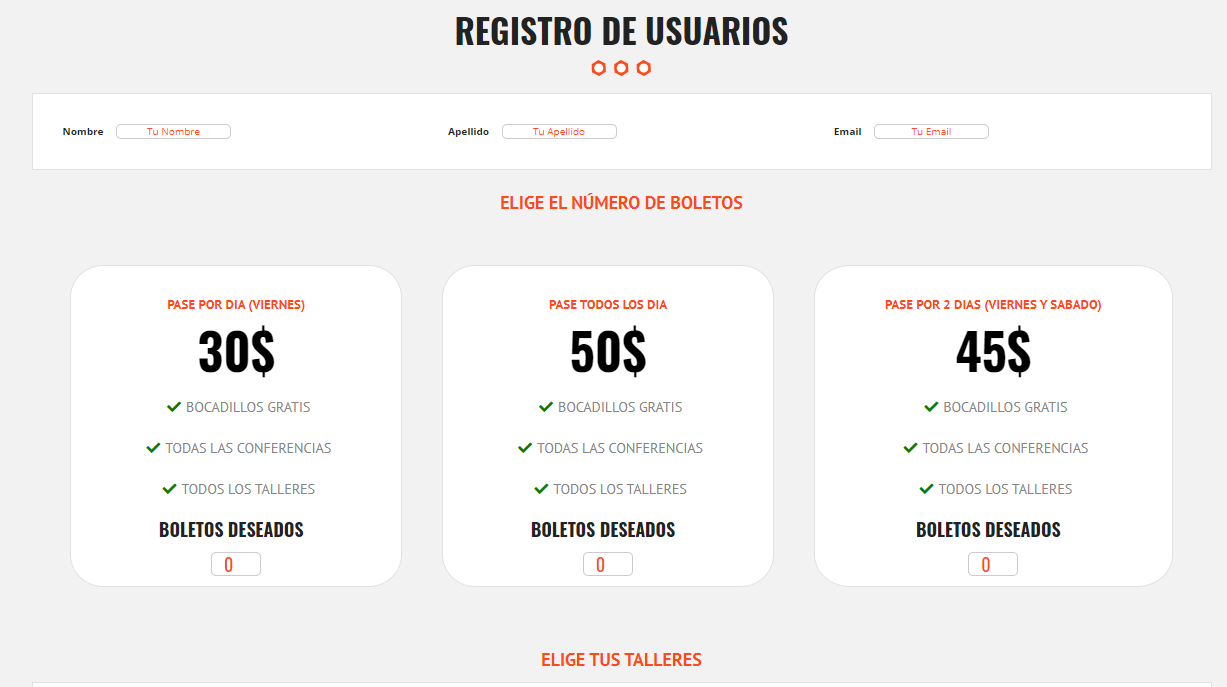 REGISTRO DE USUARIOS
Nombre Tu Nombre Apellido Tu Apellido Email Tu Email
ELIGE EL NÚMERO DE BOLETOS
PASE POR DIA (VIERNES)
30$
BOCADILLOS GRATIS
TODAS LAS CONFERENCIAS
TODOS LOS TALLERES
BOLETOS DESEADOS
0
PASE TODOS LOS DIA
50$
BOCADILLOS GRATIS
TODAS LAS CONFERENCIAS
TODOS LOS TALLERES
BOLETOS DESEADOS
0
PASE POR 2 DIAS (VIERNES Y SABADO)
45$
BOCADILLOS GRATIS
TODAS LAS CONFERENCIAS
TODOS LOS TALLERES
BOLETOS DESEADOS
0
ELIGE TUS TALLERES